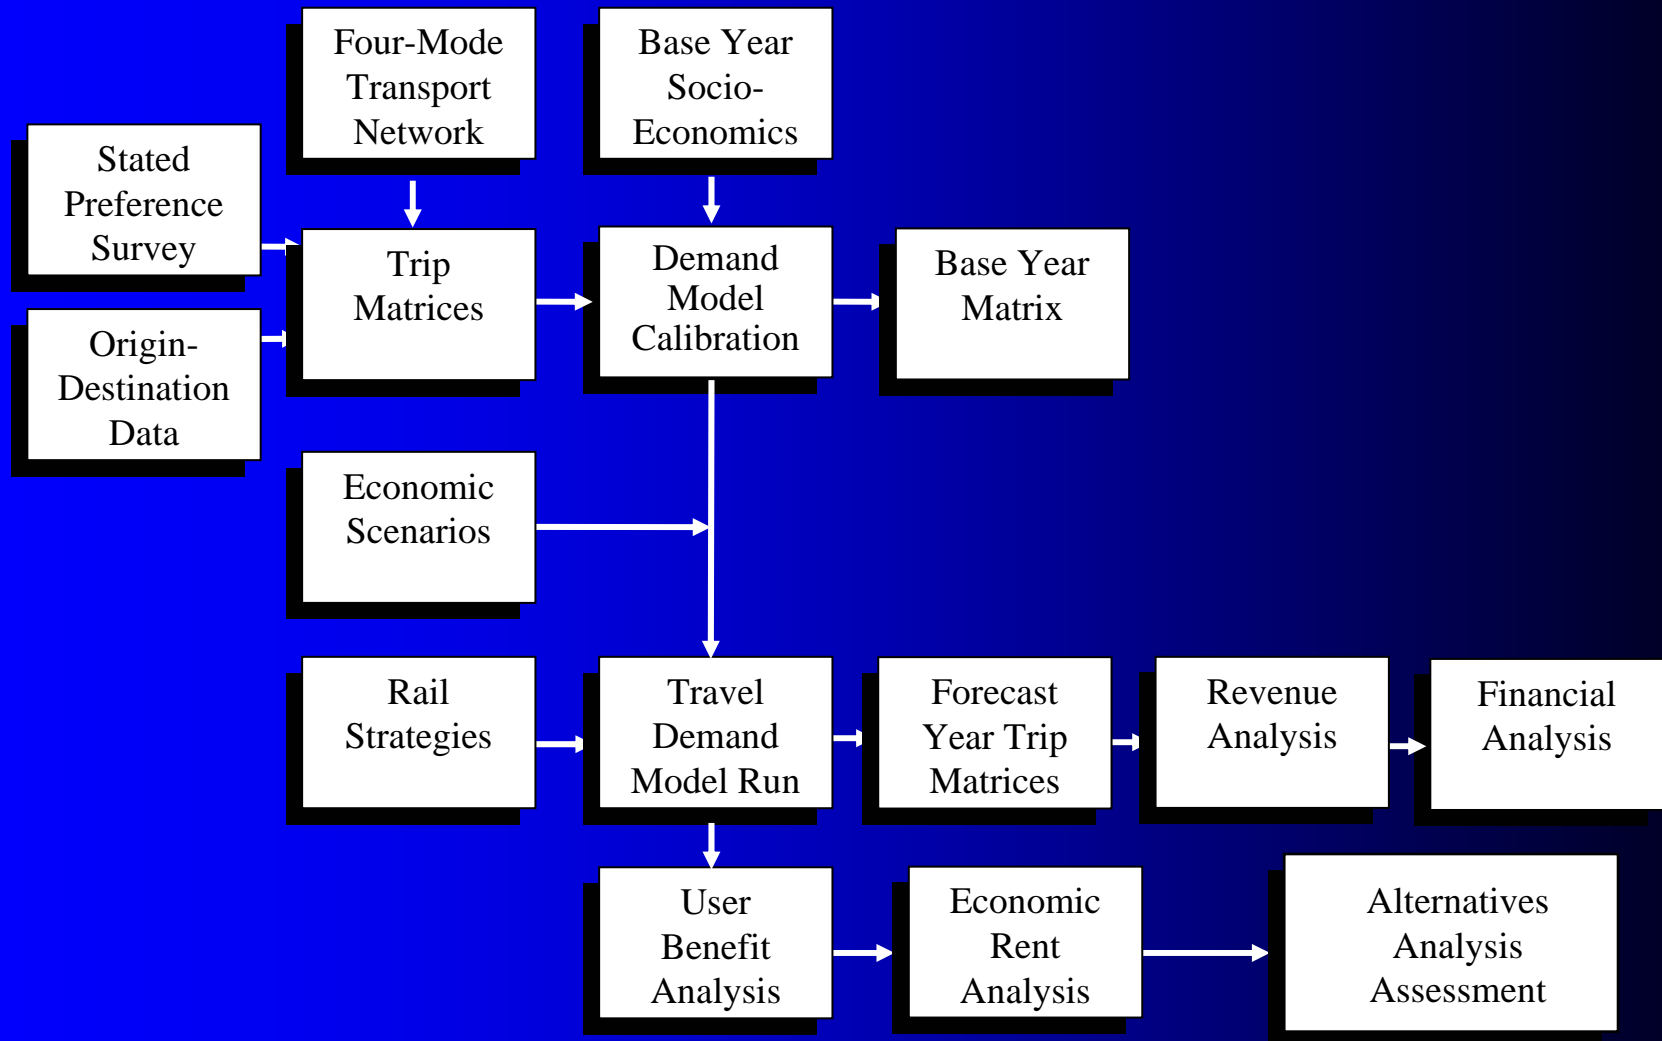 Four-Mode
Transport
Network
Base Year
Socio-
Economics
Stated
Preference
Survey
Trip
Matrices
Demand
Model
Calibration
Base Year
Matrix
Origin-
Destination
Data
Economic
Scenarios
Rail
Strategies
Travel
Demand
Model Run
Forecast
Year Trip
Matrices
Revenue
Analysis
Financial
Analysis
User
Benefit
Analysis
Economic
Rent
Analysis
Alternatives
Analysis
Assessment